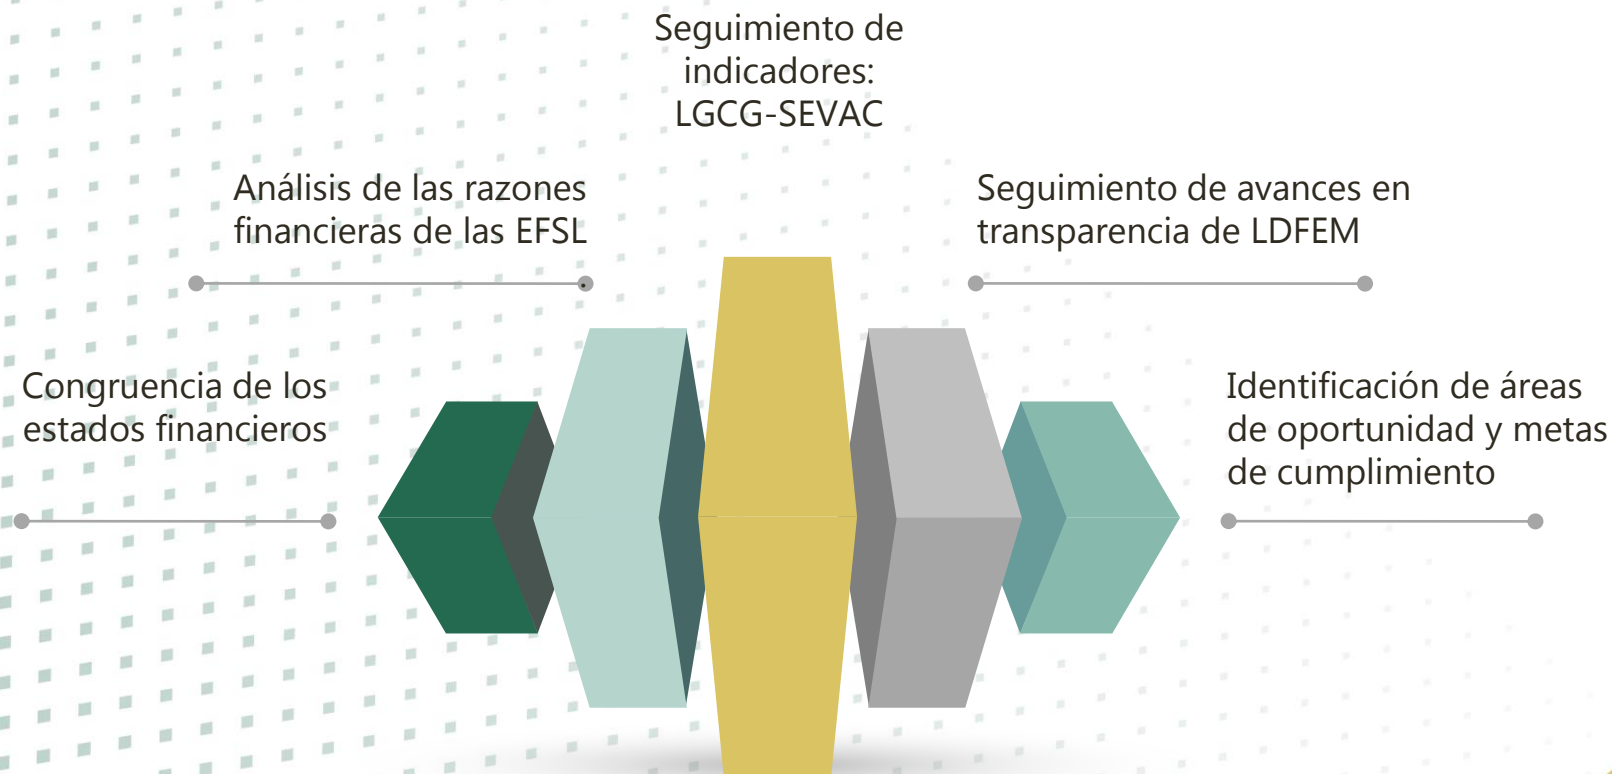 Seguimiento de
indicadores:
LGCG-SEVAC
Análisis de las razones
financieras de las EFSL
Seguimiento de avances en
transparencia de LDFEM
Congruencia de los
estados financieros
Identificación de áreas
de oportunidad y metas
de cumplimiento